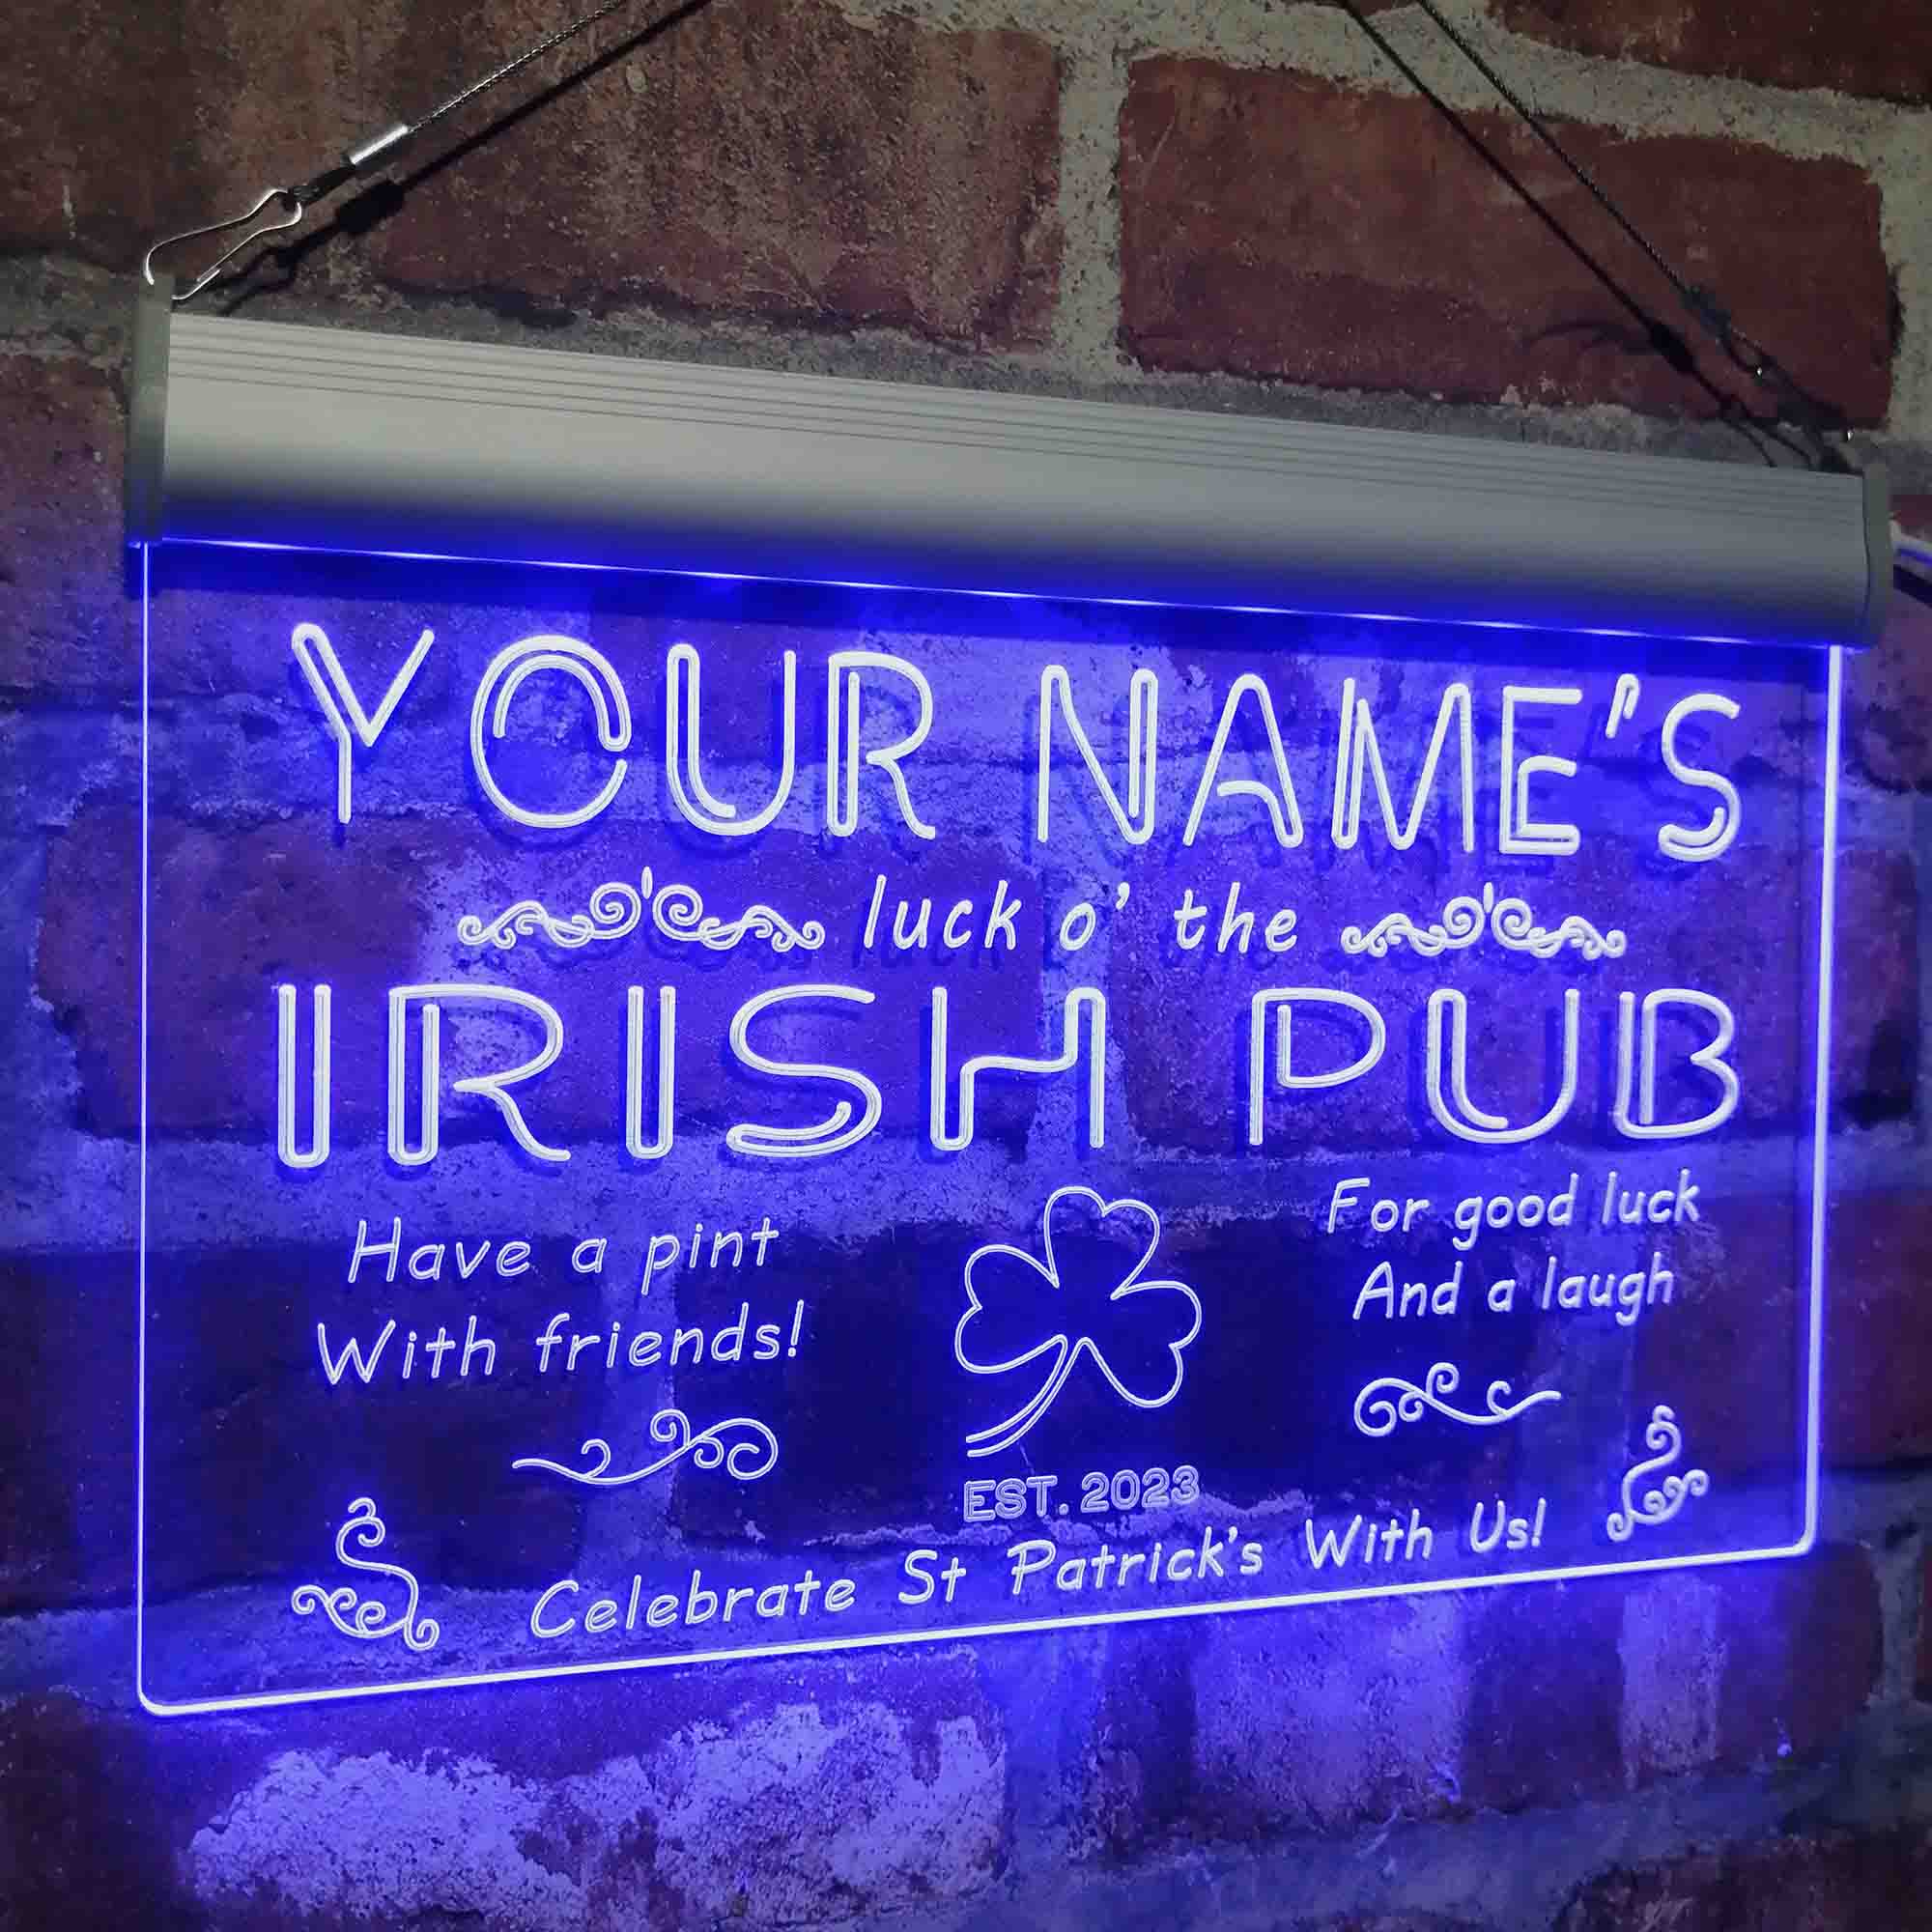 YOUR NAME'S
luck o' the
IRISH PUB
Have a pint
With friends!
For good luck
And a laugh
EST. 2023
Celebrate St Patrick's With Us!